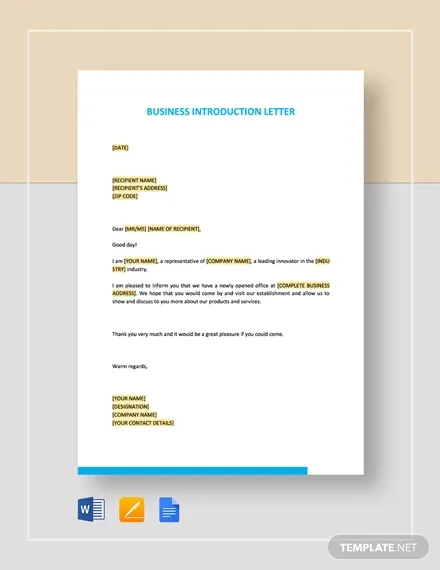 BUSINESS INTRODUCTION LETTER
[DATE]
[RECIPIENT NAME]
[RECIPIENT'S ADDRESS]
[ZIP CODE]
Dear [MR/MS] [NAME OF RECIPIENT],
Good day!
I am [YOUR NAME], a representative of [COMPANY NAME], a leading innovator in the [INDU
STRY] industry.
I am pleased to inform you that we have a newly opened office at [COMPLETE BUSINESS
ADDRESS]. We hope that you would come by and visit our establishment and allow us to
show and discuss to you more about our products and services.
Thank you very much and it would be a great pleasure if you could come.
Warm regards,
[YOUR NAME]
[DESIGNATION]
[COMPANY NAME]
[YOUR CONTACT DETAILS]
W
TEMPLATE.NET